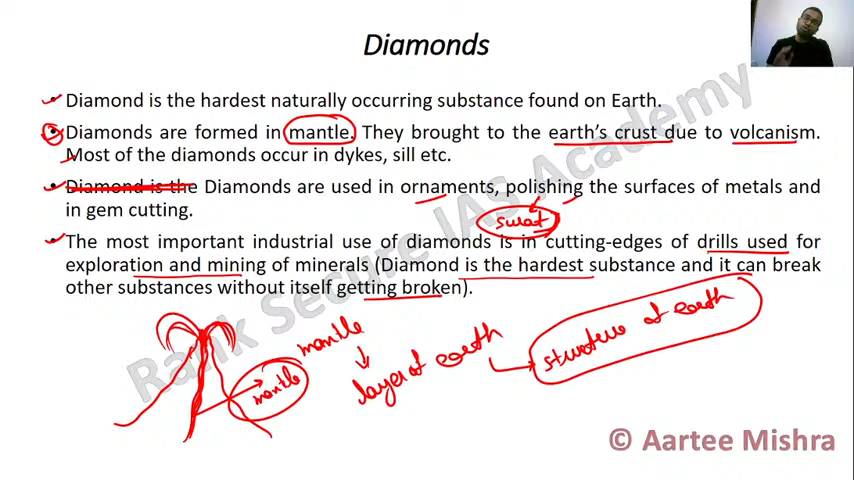 Diamonds
• Diamond is the hardest naturally occurring substance found on Earth.
• Diamonds are formed in mantle. They brought to the earth's crust due to volcanism.
Most of the diamonds occur in dykes, sill etc.
• Diamond is the Diamonds are used in ornaments, polishing the surfaces of metals and
in gem cutting.
surat
• The most important industrial use of diamonds is in cutting-edges of drills used for
exploration and mining of minerals (Diamond is the hardest substance and it can break
other substances without itself getting broken).
mantle
mantle
layer of earth
structure of earth
Rank Secure IAS Academy
© Aartee Mishra